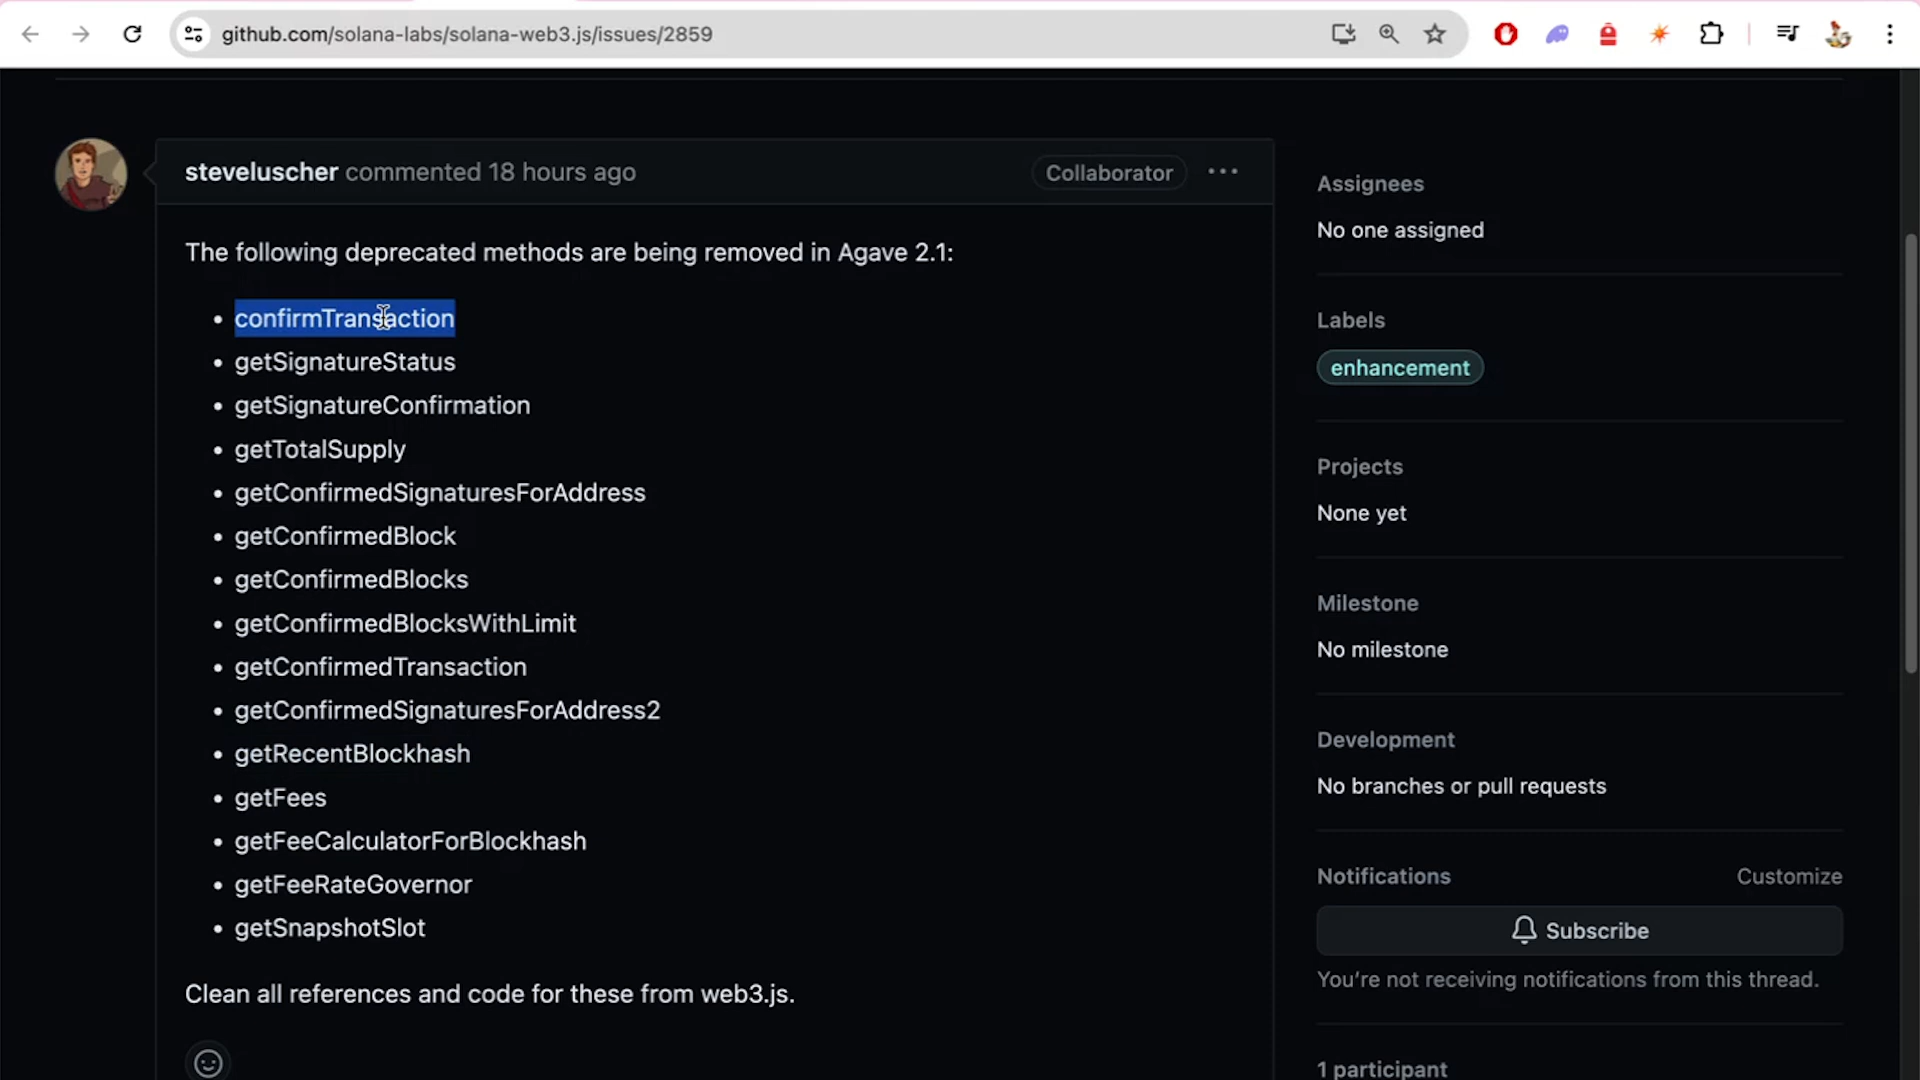 github.com/solana-labs/solana-web3.js/issues/2859
steveluscher commented 18 hours ago
Collaborator
The following deprecated methods are being removed in Agave 2.1:
• confirmTransaction
• getSignatureStatus
• getSignatureConfirmation
• getTotalSupply
• getConfirmedSignaturesForAddress
• getConfirmedBlock
• getConfirmedBlocks
• getConfirmedBlocksWithLimit
• getConfirmedTransaction
• getConfirmedSignaturesForAddress2
• getRecentBlockhash
• getFees
• getFeeCalculatorForBlockhash
• getFeeRateGovernor
• getSnapshotSlot
Clean all references and code for these from web3.js.
Assignees
No one assigned
Labels
enhancement
Projects
None yet
Milestone
No milestone
Development
No branches or pull requests
Notifications
Customize
Subscribe
You’re not receiving notifications from this thread.
1 participant